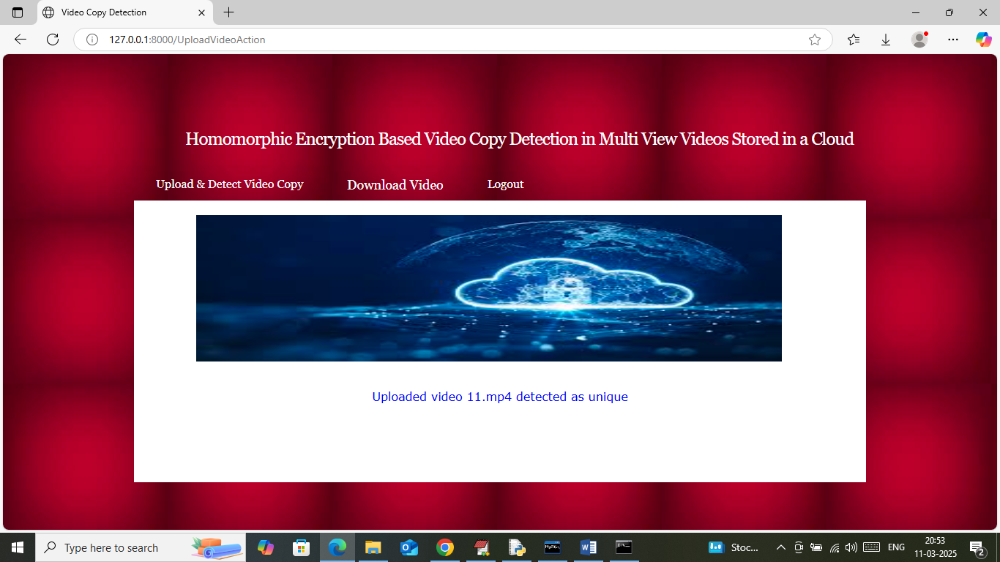 Video Copy Detection
127.0.0.1:8000/UploadVideoAction
Homomorphic Encryption Based Video Copy Detection in Multi View Videos Stored in a Cloud
Upload & Detect Video Copy Download Video Logout
Uploaded video 11.mp4 detected as unique
Type here to search
Stoc...
ENG
20:53
11-03-2025
2